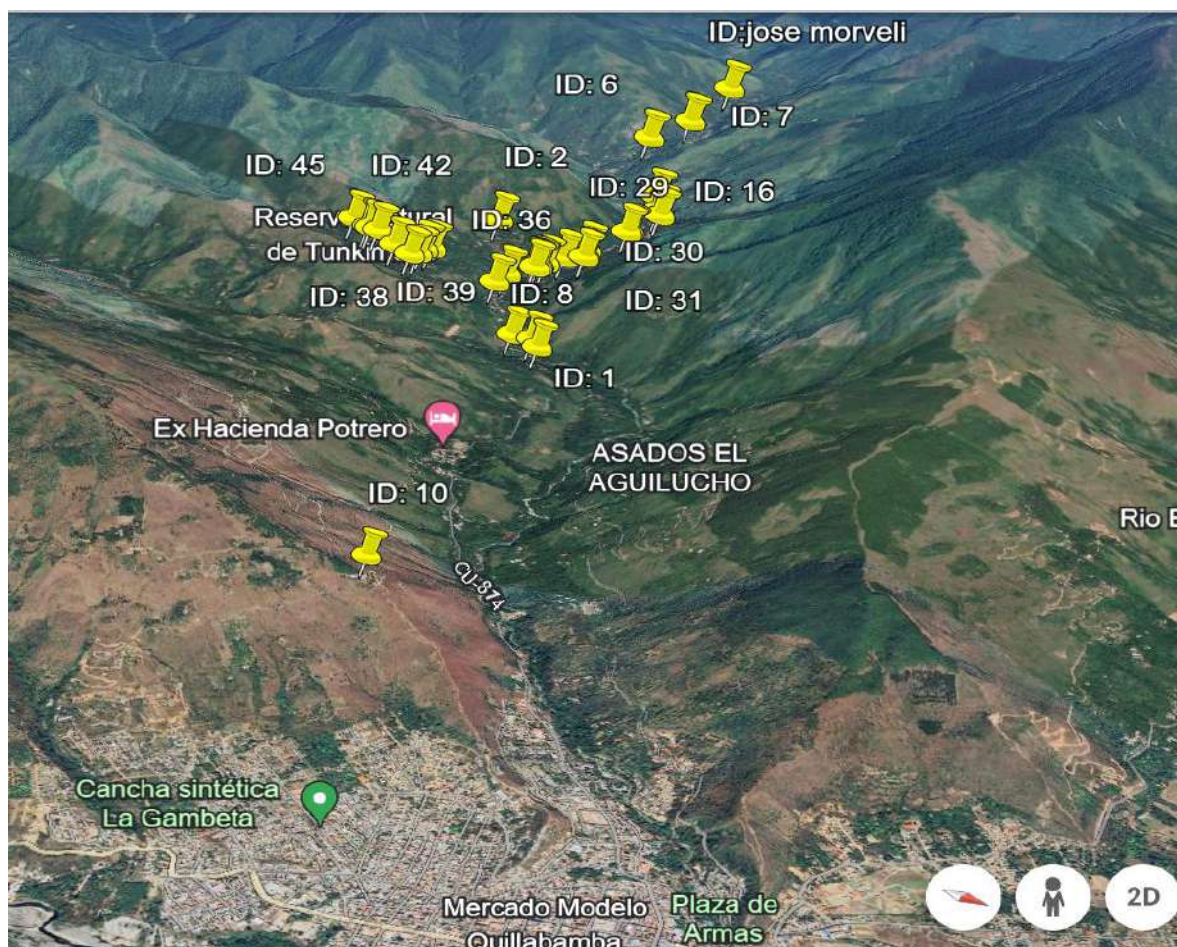 ID:jose morveli
ID: 6
ID: 7
ID: 45
ID: 42
ID: 2
ID: 29
ID: 16
Reserva Natural
de Tunkin
ID: 36
ID: 30
ID: 38
ID: 39
ID: 8
ID: 31
ID: 1
Ex Hacienda Potrero
ASADOS EL
AGUILUCHO
ID: 10
Rio
CU-874
Cancha sintética
La Gambeta
Mercado Modelo
Quillabamba
Plaza de
Armas
2D